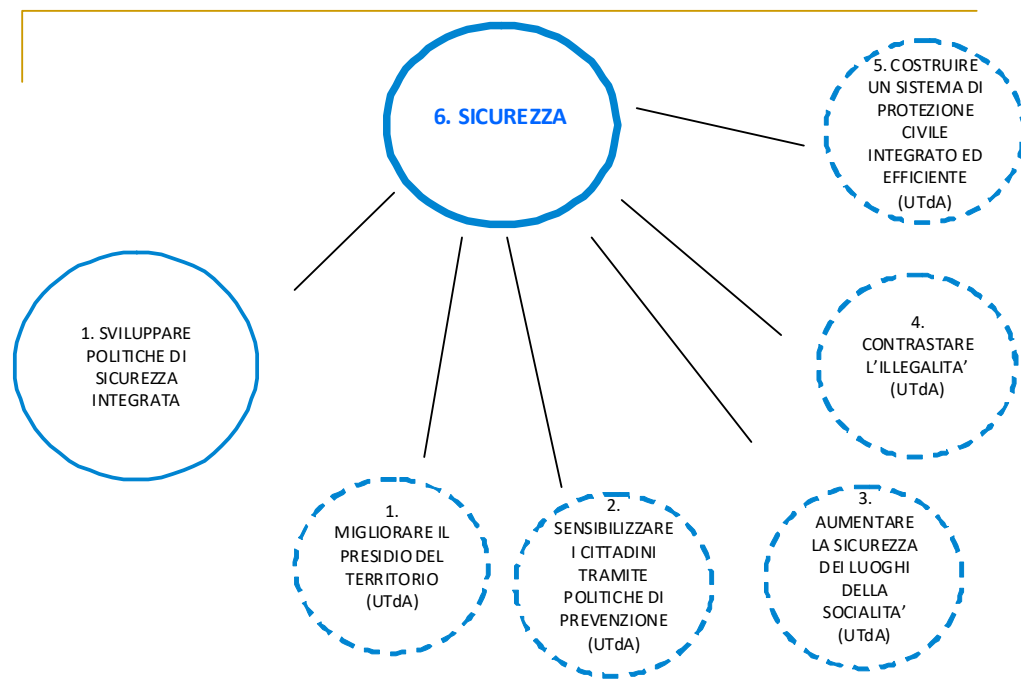 6. SICUREZZA
1. SVILUPPARE
POLITICHE DI
SICUREZZA
INTEGRATA
1.
MIGLIORARE IL
PRESIDIO DEL
TERRITORIO
(UTdA)
2.
SENSIBILIZZARE
I CITTADINI
TRAMITE
POLITICHE DI
PREVENZIONE
(UTdA)
3.
AUMENTARE
LA SICUREZZA
DEI LUOGHI
DELLA
SOCIALITA’
(UTdA)
4.
CONTRASTARE
L’ILLEGALITA’
(UTdA)
5. COSTRUIRE
UN SISTEMA DI
PROTEZIONE
CIVILE
INTEGRATO ED
EFFICIENTE
(UTdA)